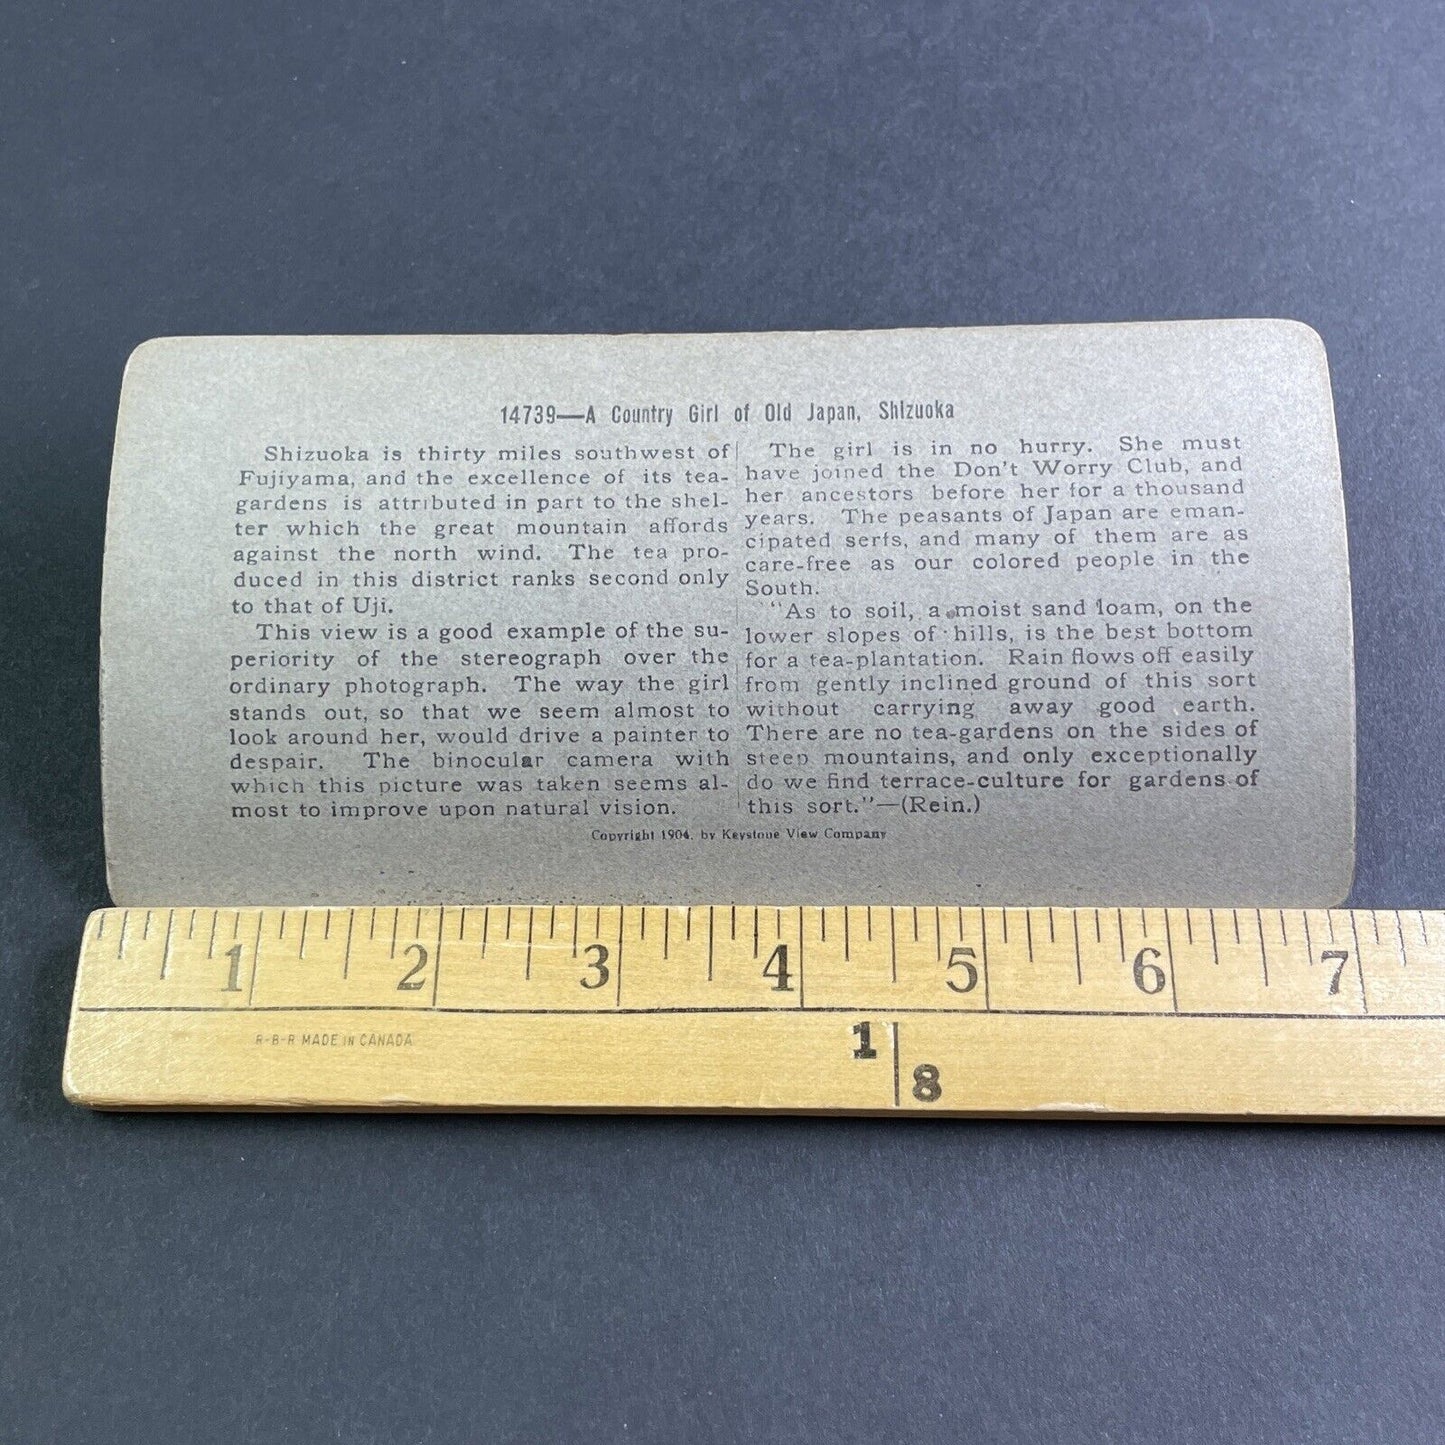 14739—A Country Girl of Old Japan, Shizuoka
Shizuoka is thirty miles southwest of
Fujiyama, and the excellence of its tea-
gardens is attributed in part to the shel-
ter which the great mountain affords
against the north wind. The tea pro-
duced in this district ranks second only
to that of Uji.
This view is a good example of the su-
periority of the stereograph over the
ordinary photograph. The way the girl
stands out, so that we seem almost to
look around her, would drive a painter to
despair. The binocular camera with
which this picture was taken seems al-
most to improve upon natural vision.
The girl is in no hurry. She must
have joined the Don't Worry Club, and
her ancestors before her for a thousand
years. The peasants of Japan are eman-
cipated serfs, and many of them are as
care-free as our colored people in the
South.
"As to soil, a moist sand loam, on the
lower slopes of hills, is the best bottom
for a tea-plantation. Rain flows off easily
from gently inclined ground of this sort
without carrying away good earth.
There are no tea-gardens on the sides of
steep mountains, and only exceptionally
do we find terrace-culture for gardens of
this sort."—(Rein.)
Copyright 1904, by Keystone View Company
1 2 3 4 5 6 7
R-B-R MADE IN CANADA
1
8